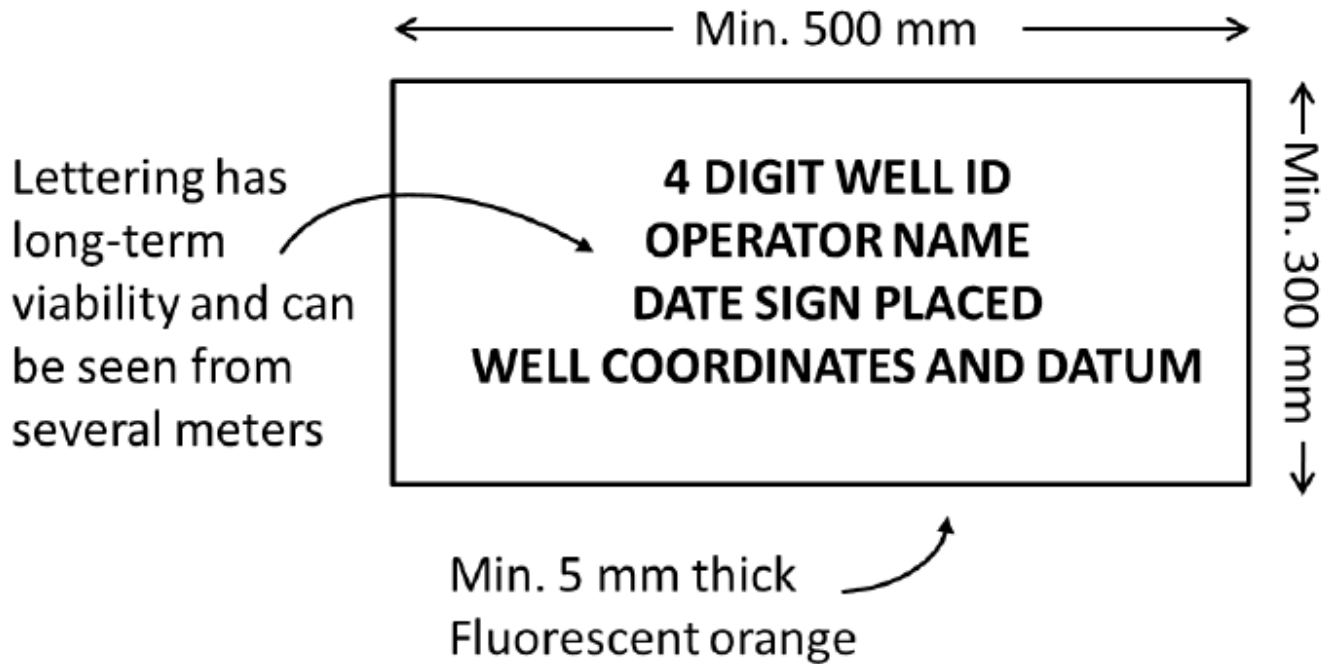 Min. 500 mm
Lettering has
long-term
viability and can
be seen from
several meters
4 DIGIT WELL ID
OPERATOR NAME
DATE SIGN PLACED
WELL COORDINATES AND DATUM
Min. 300 mm
Min. 5 mm thick
Fluorescent orange